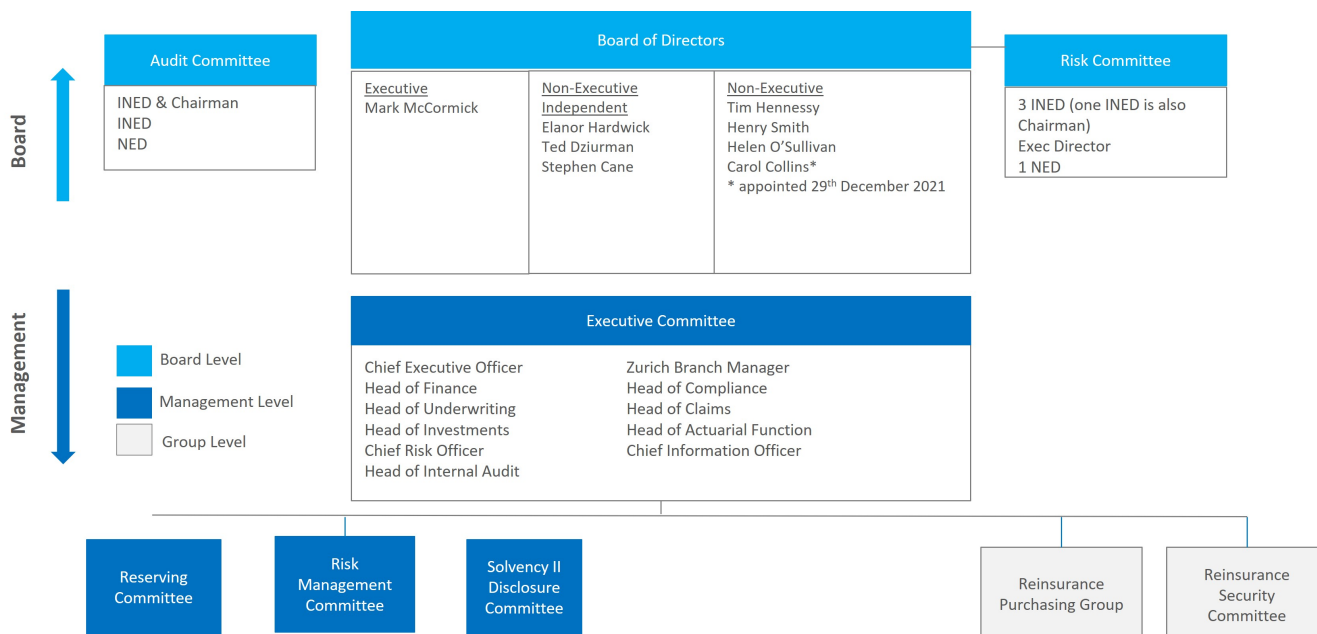 Board of Directors
Audit Committee
Risk Committee
INED & Chairman
INED
NED
Executive
Mark McCormick
Non-Executive
Independent
Elanor Hardwick
Ted Dziurman
Stephen Cane
Non-Executive
Tim Hennessy
Henry Smith
Helen O'Sullivan
Carol Collins*
* appointed 29th December 2021
3 INED (one INED is also
Chairman)
Exec Director
1 NED
Board
Management
Executive Committee
Chief Executive Officer
Head of Finance
Head of Underwriting
Head of Investments
Chief Risk Officer
Head of Internal Audit
Zurich Branch Manager
Head of Compliance
Head of Claims
Head of Actuarial Function
Chief Information Officer
Board Level
Management Level
Group Level
Reserving
Committee
Risk
Management
Committee
Solvency II
Disclosure
Committee
Reinsurance
Purchasing Group
Reinsurance
Security
Committee